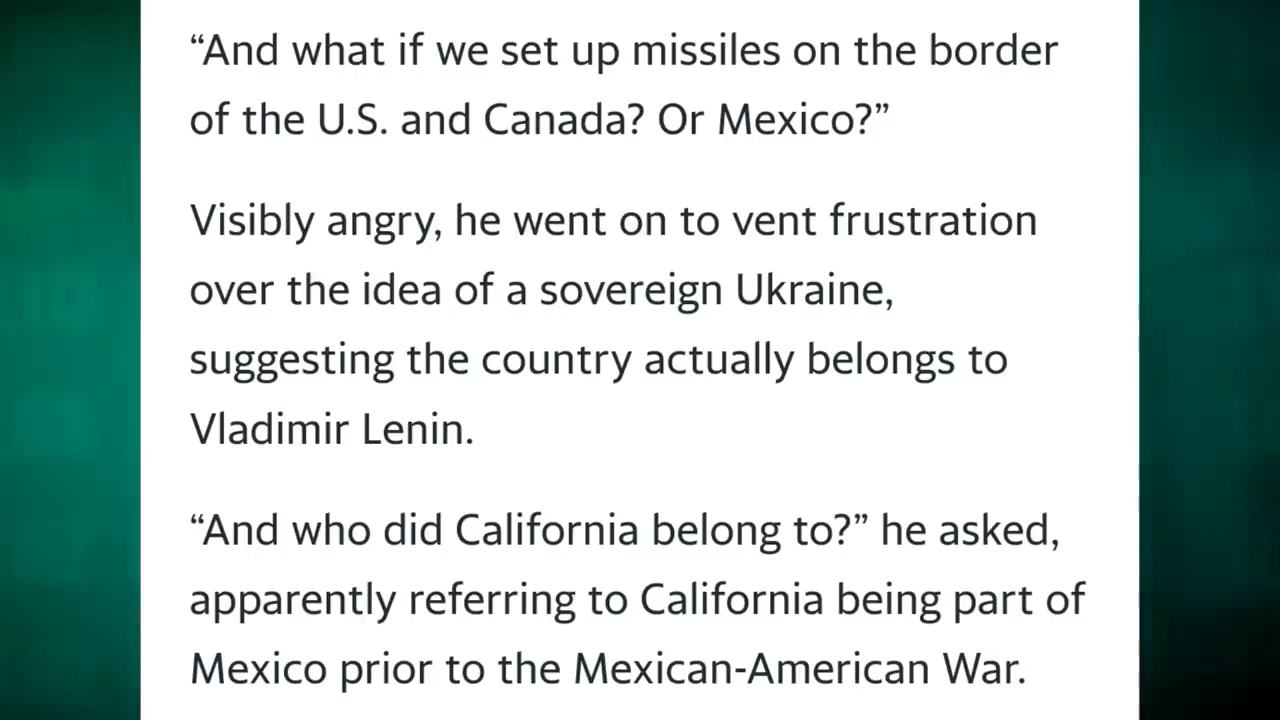 “And what if we set up missiles on the border
of the U.S. and Canada? Or Mexico?”
Visibly angry, he went on to vent frustration
over the idea of a sovereign Ukraine,
suggesting the country actually belongs to
Vladimir Lenin.
“And who did California belong to?” he asked,
apparently referring to California being part of
Mexico prior to the Mexican-American War.